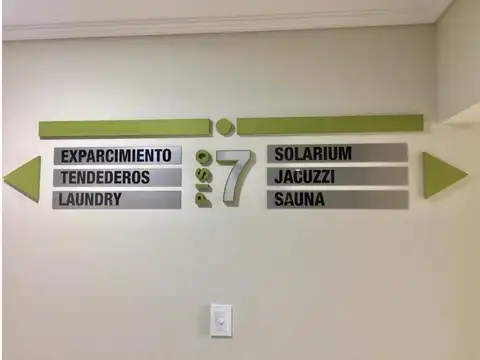 EXPARCIMIENTO
TENDEDEROS
LAUNDRY
PISO
7
SOLARIUM
JACUZZI
SAUNA